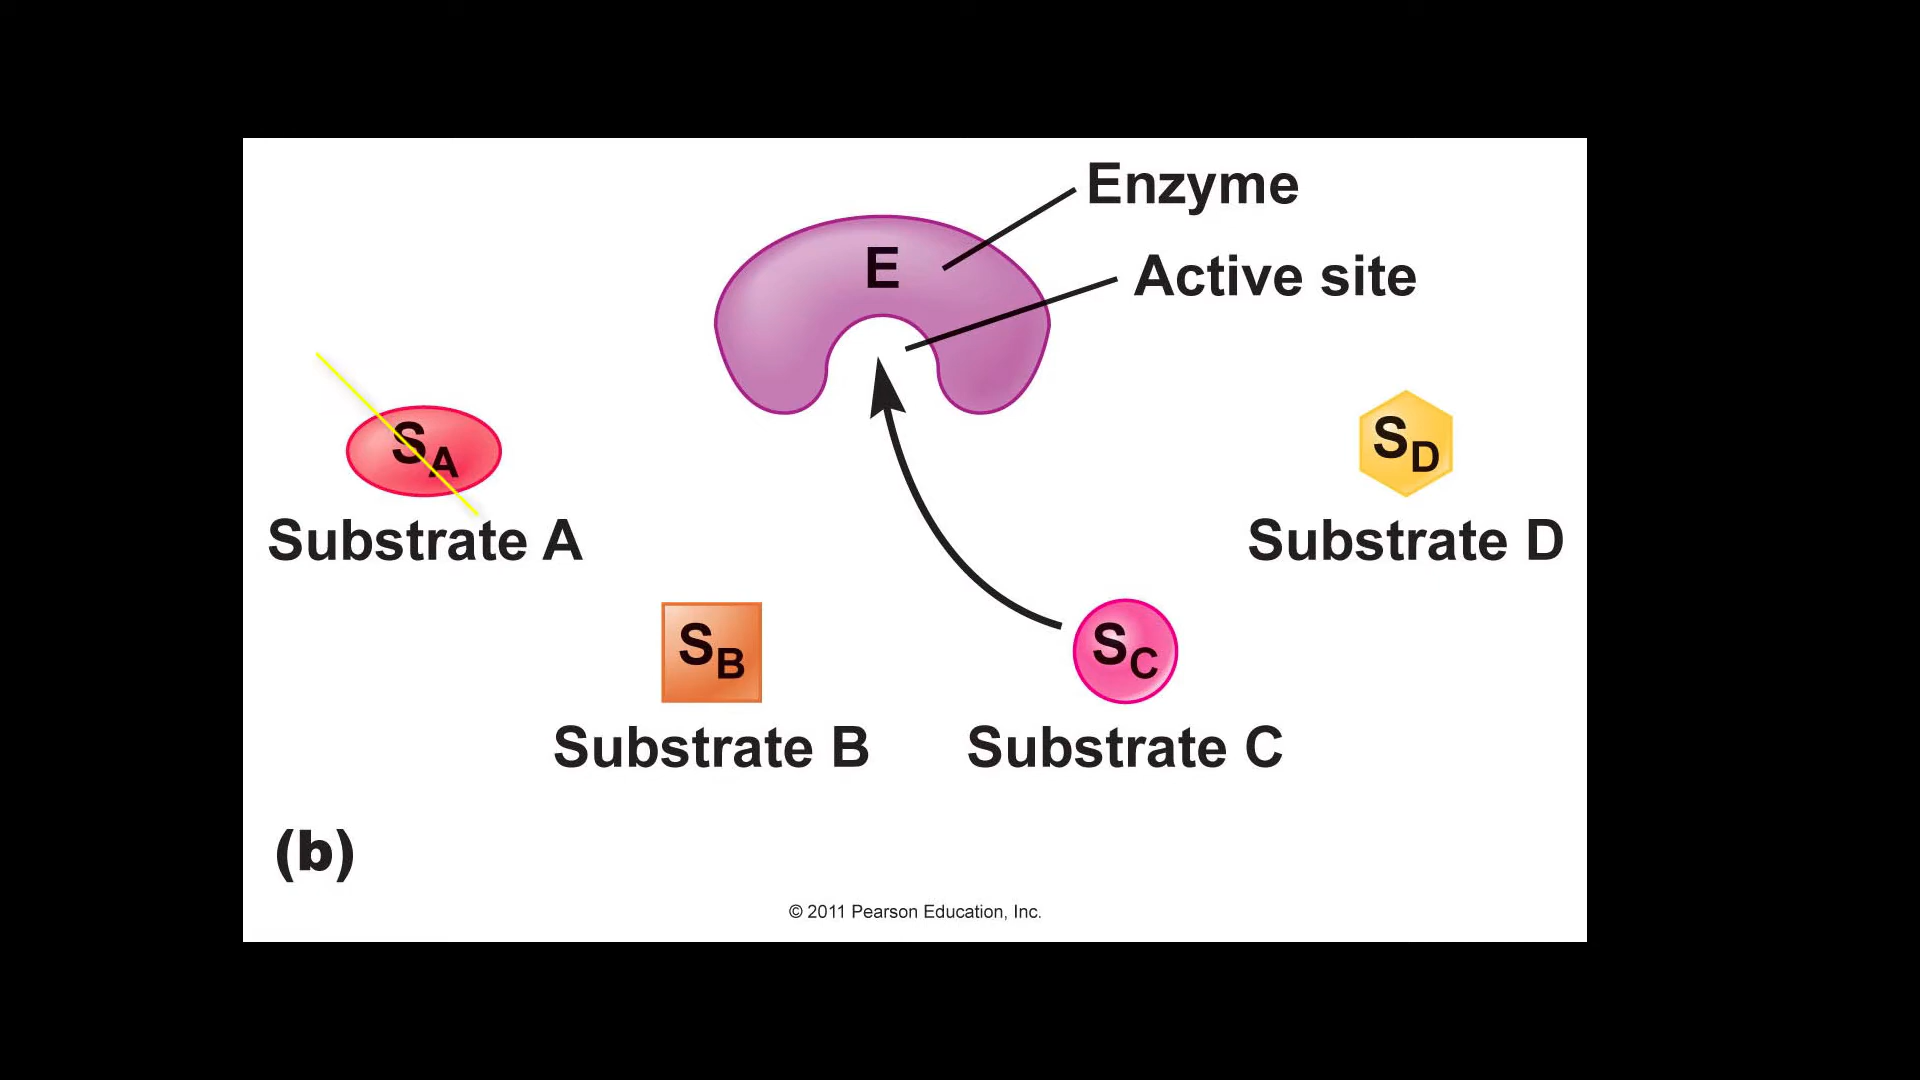 Enzyme
E
Active site
SA
SD
Substrate A
Substrate D
SB
SC
Substrate B
Substrate C
(b)
© 2011 Pearson Education, Inc.